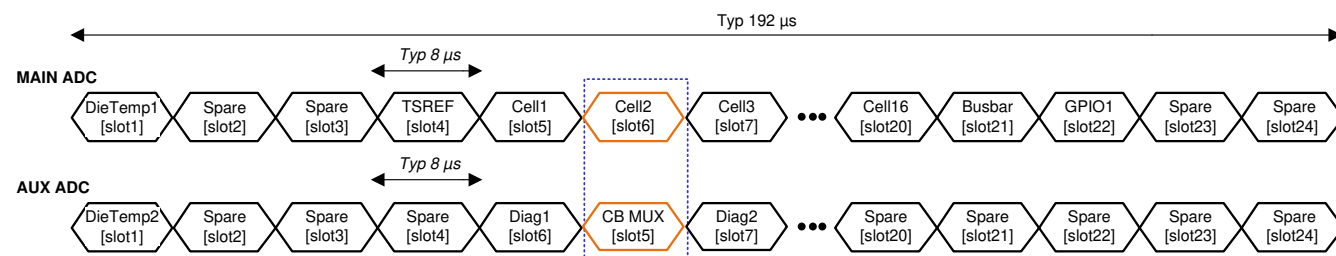 Typ 192 µs
Typ 8 µs
MAIN ADC
DieTemp1
[slot1]
Spare
[slot2]
Spare
[slot3]
TSREF
[slot4]
Cell1
[slot5]
Cell2
[slot6]
Cell3
[slot7]
Cell16
[slot20]
Busbar
[slot21]
GPIO1
[slot22]
Spare
[slot23]
Spare
[slot24]
Typ 8 µs
AUX ADC
DieTemp2
[slot1]
Spare
[slot2]
Spare
[slot3]
Spare
[slot4]
Diag1
[slot6]
CB MUX
[slot5]
Diag2
[slot7]
Spare
[slot20]
Spare
[slot21]
Spare
[slot22]
Spare
[slot23]
Spare
[slot24]